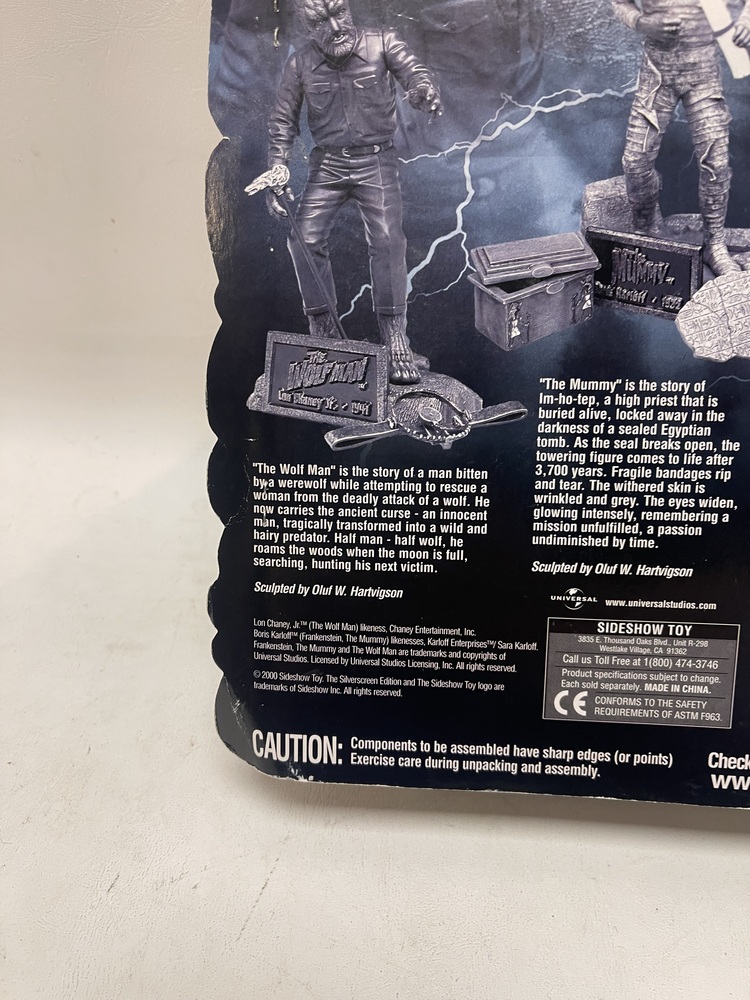 THE
WOLF MAN
Lon Chaney Jr. • 1941
THE
MUMMY
"The Mummy" is the story of
Im-ho-tep, a high priest that is
buried alive, locked away in the
darkness of a sealed Egyptian
tomb. As the seal breaks open, the
towering figure comes to life after
3,700 years. Fragile bandages rip
and tear. The withered skin is
wrinkled and grey. The eyes widen,
glowing intensely, remembering a
mission unfulfilled, a passion
undiminished by time.
Sculpted by Oluf W. Hartvigson
"The Wolf Man" is the story of a man bitten
by a werewolf while attempting to rescue a
woman from the deadly attack of a wolf. He
now carries the ancient curse - an innocent
man, tragically transformed into a wild and
hairy predator. Half man - half wolf, he
roams the woods when the moon is full,
searching, hunting his next victim.
Sculpted by Oluf W. Hartvigson
UNIVERSAL www.universalstudios.com
Lon Chaney, Jr.™ (The Wolf Man) likeness, Chaney Entertainment, Inc.
Boris Karloff™ (Frankenstein, The Mummy) likenesses, Karloff Enterprises™/ Sara Karloff.
Frankenstein, The Mummy and The Wolf Man are trademarks and copyrights of
Universal Studios. Licensed by Universal Studios Licensing, Inc. All rights reserved.
© 2000 Sideshow Toy. The Silverscreen Edition and The Sideshow Toy logo are
trademarks of Sideshow Inc. All rights reserved.
SIDESHOW TOY
3835 E. Thousand Oaks Blvd., Unit R-298
Westlake Village, CA 91362
Call us Toll Free at 1(800) 474-3746
Product specifications subject to change.
Each sold separately. MADE IN CHINA.
CE CONFORMS TO THE SAFETY
REQUIREMENTS OF ASTM F963.
CAUTION: Components to be assembled have sharp edges (or points)
Exercise care during unpacking and assembly.
Check
ww